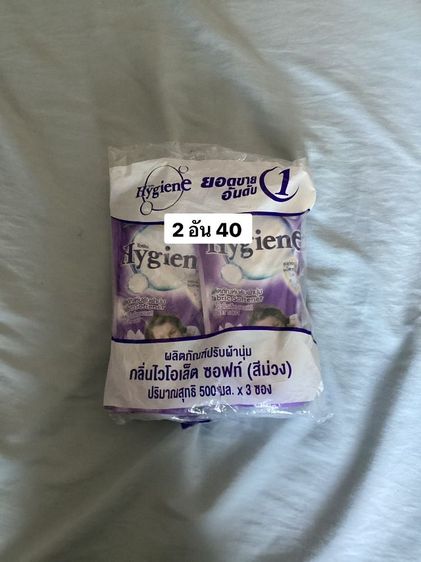 Hygiene ยอดขาย
อันดับ 1
2 อัน 40
Hygien Hygiene
ผลิตภัณฑ์ปรับผ้านุ่ม
กลิ่นไวโอเล็ต ซอฟท์ (สีม่วง)
ปริมาณสุทธิ 500 มล. x 3 ซอง